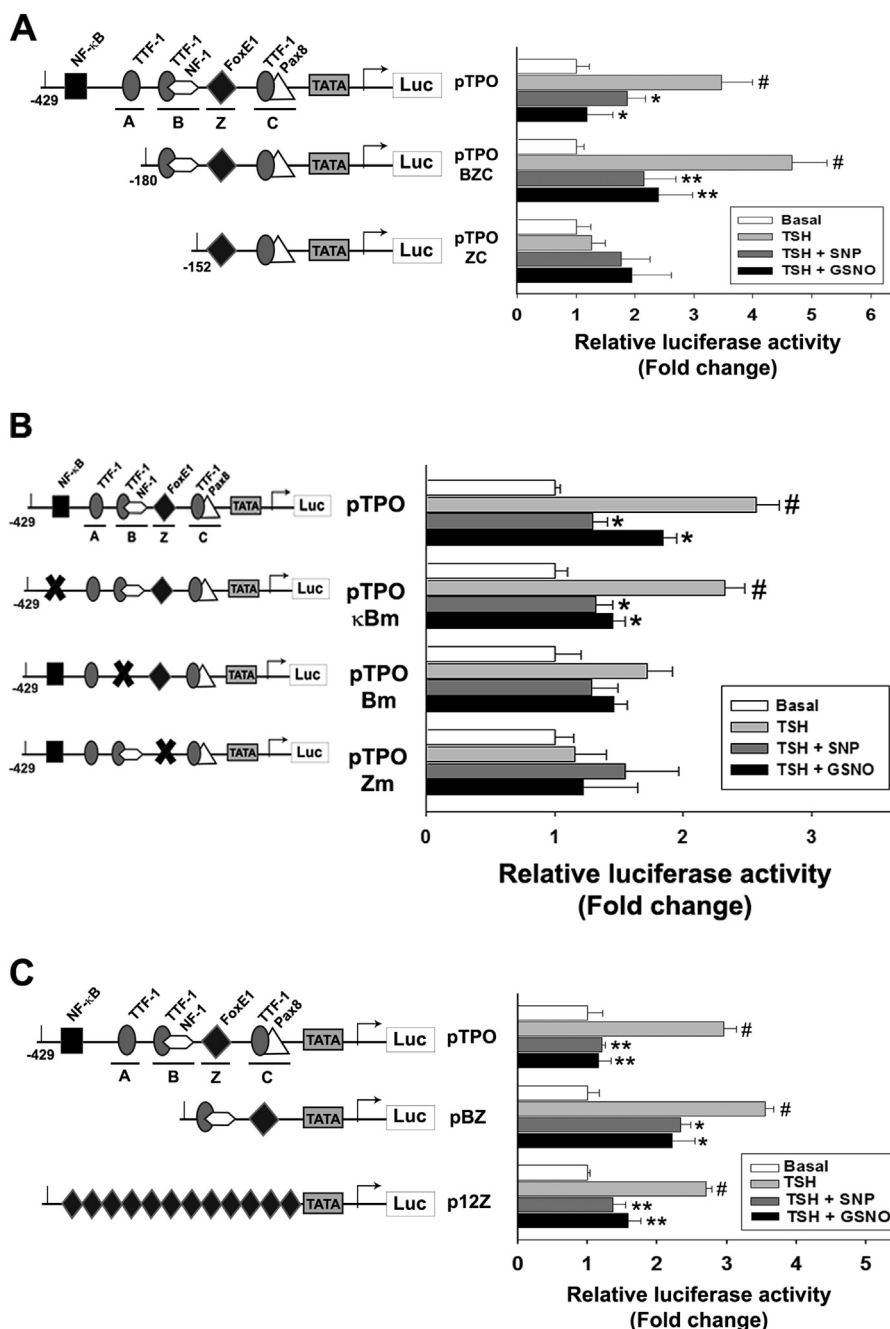 A
NF-κB
TTF-1
TTF-1
NF-1
FoxE1
TTF-1
Pax8
-429
TATA
Luc
A
B
Z
C
pTPO
#
*
*
-180
TATA
Luc
pTPO
BZC
#
**
**
-152
TATA
Luc
pTPO
ZC
Basal
TSH
TSH + SNP
TSH + GSNO
0 1 2 3 4 5 6
Relative luciferase activity
(Fold change)
B
NF-κB
TTF-1
TTF-1
NF-1
FoxE1
TTF-1
Pax8
-429
TATA
Luc
A
B
Z
C
pTPO
#
*
*
-429
TATA
Luc
pTPO
κBm
#
*
*
-429
TATA
Luc
pTPO
Bm
-429
TATA
Luc
pTPO
Zm
Basal
TSH
TSH + SNP
TSH + GSNO
0 1 2 3
Relative luciferase activity
(Fold change)
C
NF-κB
TTF-1
TTF-1
NF-1
FoxE1
TTF-1
Pax8
-429
TATA
Luc
A
B
Z
C
pTPO
#
**
**
TATA
Luc
pBZ
#
*
*
TATA
Luc
p12Z
#
**
**
Basal
TSH
TSH + SNP
TSH + GSNO
0 1 2 3 4 5
Relative luciferase activity
(Fold change)